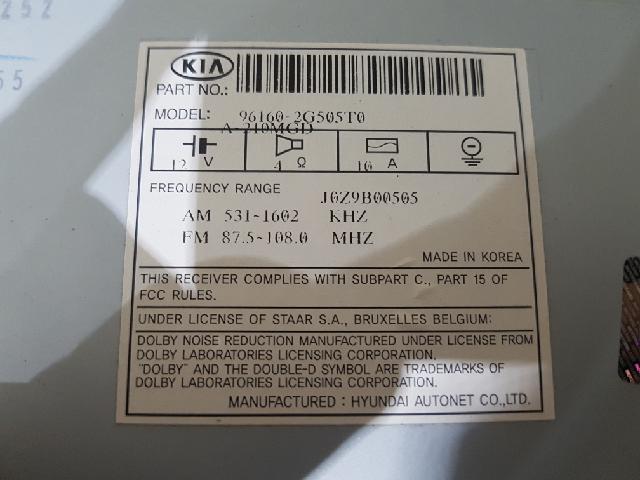 252
55
KIA
PART NO.:
MODEL: 96160-2G505T0
A-210MGD
12 V 4 Ω 10 A
FREQUENCY RANGE J0Z9B00505
AM 531-1602 KHZ
FM 87.5-108.0 MHZ
MADE IN KOREA
THIS RECEIVER COMPLIES WITH SUBPART C., PART 15 OF
FCC RULES.
UNDER LICENSE OF STAAR S.A., BRUXELLES BELGIUM:
DOLBY NOISE REDUCTION MANUFACTURED UNDER LICENSE FROM
DOLBY LABORATORIES LICENSING CORPORATION.
"DOLBY" AND THE DOUBLE-D SYMBOL ARE TRADEMARKS OF
DOLBY LABORATORIES LICENSING CORPORATION.
MANUFACTURED : HYUNDAI AUTONET CO.,LTD.